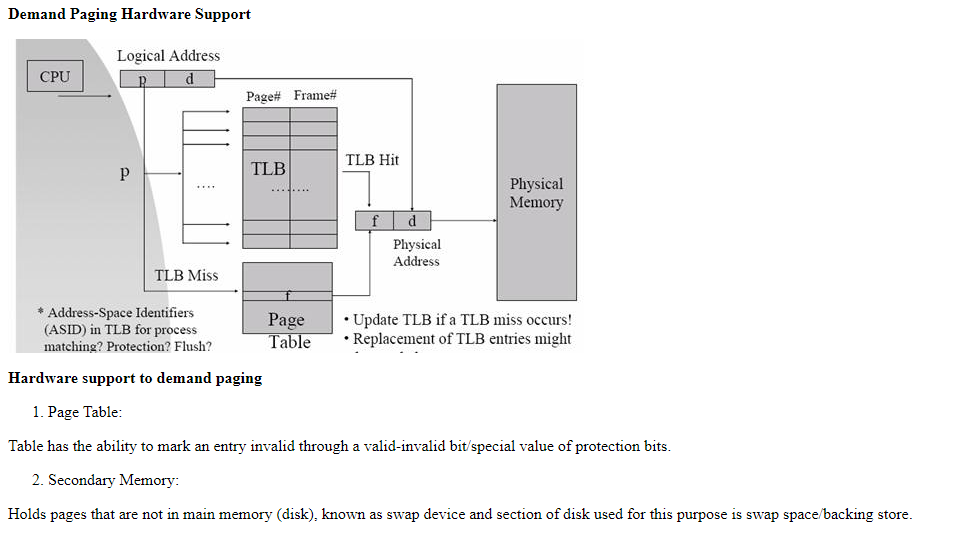 Demand Paging Hardware Support
Logical Address
CPU
p d
Page# Frame#
TLB Hit
TLB
p
....
.........
Physical
Memory
f d
Physical
Address
TLB Miss
f
* Address-Space Identifiers
(ASID) in TLB for process
matching? Protection? Flush?
Page
Table
• Update TLB if a TLB miss occurs!
• Replacement of TLB entries might
Hardware support to demand paging
1. Page Table:
Table has the ability to mark an entry invalid through a valid-invalid bit/special value of protection bits.
2. Secondary Memory:
Holds pages that are not in main memory (disk), known as swap device and section of disk used for this purpose is swap space/backing store.